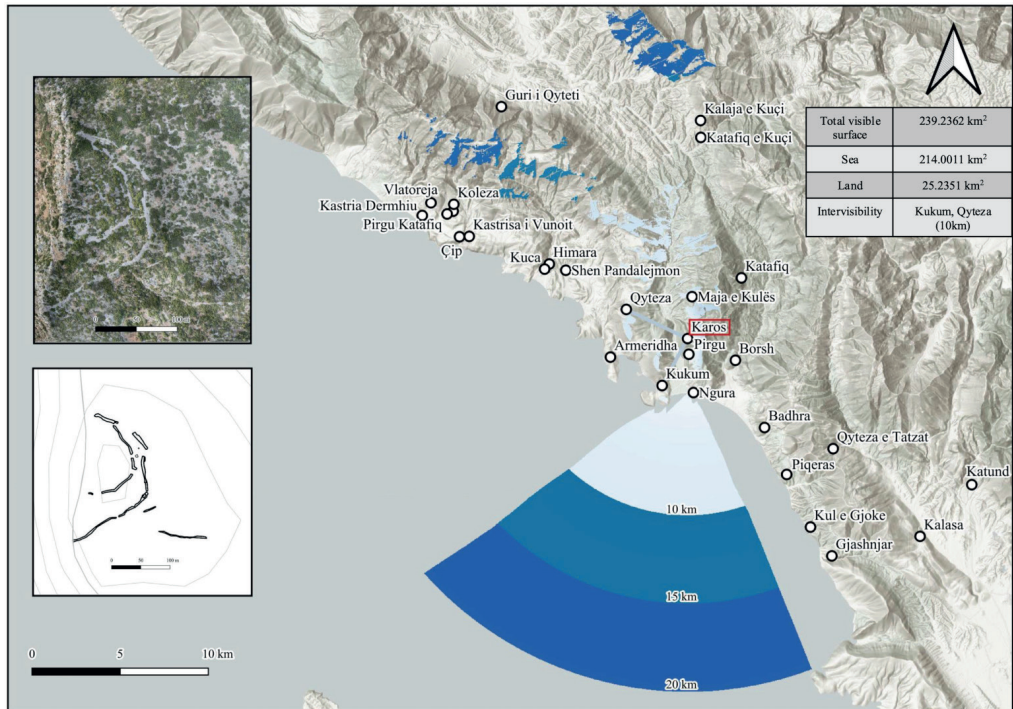 Guri i Qyteti
Kalaja e Kuçi
Katafiq e Kuçi
Total visible
surface
239.2362 km²
Sea
214.0011 km²
Land
25.2351 km²
Intervisibility
Kukum, Qyteza
(10km)
Vlatoreja
Koleza
Kastria Dermhiu
Pirgu Katafiq
Kastrisa i Vunoit
Çip
Kuca
Himara
Shen Pandalejmon
Katafiq
Qyteza
Maja e Kulës
Karos
Pirgu
Armeridha
Borsh
Kukum
Ngura
Badhra
Qyteza e Tatzat
Piqeras
Katund
Kul e Gjoke
Kalasa
Gjashnjar
10 km
15 km
20 km
0 50 100 m
0 50 100 m
0 5 10 km